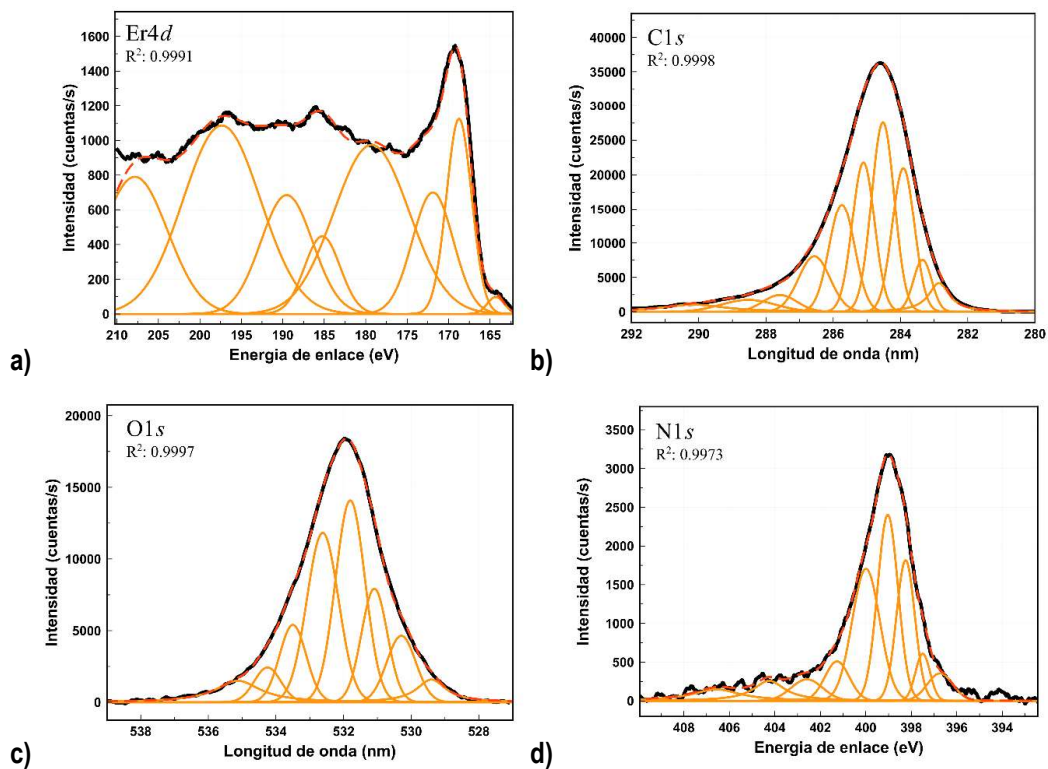 Er4d
R²: 0.9991
Intensidad (cuentas/s)
1600
1400
1200
1000
800
600
400
200
0
210 205 200 195 190 185 180 175 170 165
Energia de enlace (eV)
a)
C1s
R²: 0.9998
Intensidad (cuentas/s)
40000
35000
30000
25000
20000
15000
10000
5000
0
292 290 288 286 284 282 280
Longitud de onda (nm)
b)
O1s
R²: 0.9997
Intensidad (cuentas/s)
20000
15000
10000
5000
0
538 536 534 532 530 528
Longitud de onda (nm)
c)
N1s
R²: 0.9973
Intensidad (cuentas/s)
3500
3000
2500
2000
1500
1000
500
0
408 406 404 402 400 398 396 394
Energia de enlace (eV)
d)